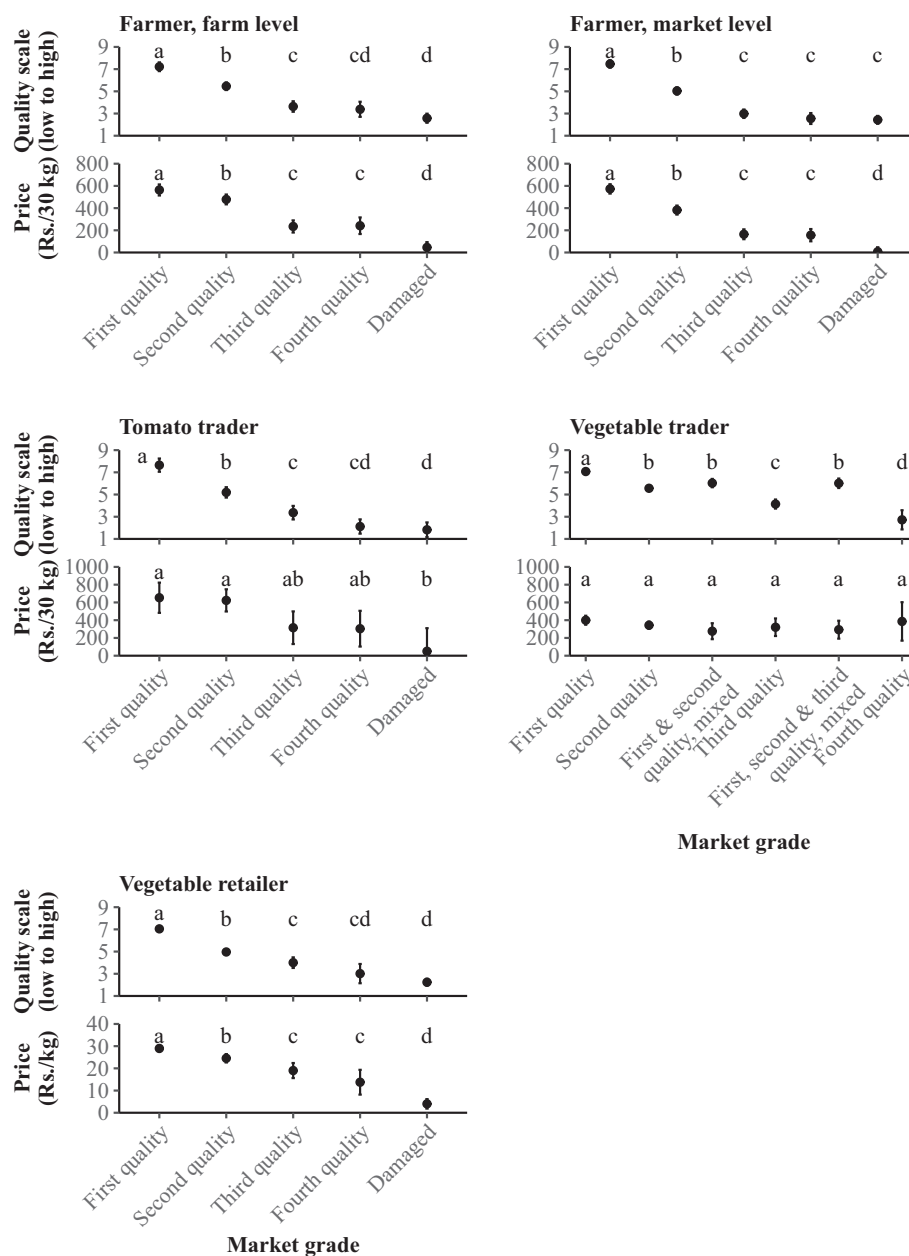 Farmer, farm level
Quality scale
(low to high)
9
7
5
3
1
a b c cd d
Price
(Rs./30 kg)
800
600
400
200
0
a b c c d
First quality
Second quality
Third quality
Fourth quality
Damaged
Farmer, market level
9
7
5
3
1
a b c c c
800
600
400
200
0
a b c c d
First quality
Second quality
Third quality
Fourth quality
Damaged
Tomato trader
Quality scale
(low to high)
9
7
5
3
1
a b c cd d
Price
(Rs./30 kg)
1000
800
600
400
200
0
a a ab ab b
First quality
Second quality
Third quality
Fourth quality
Damaged
Vegetable trader
9
7
5
3
1
a b b c b d
1000
800
600
400
200
0
a a a a a a
First quality
Second quality
First & second
quality, mixed
Third quality
First, second & third
quality, mixed
Fourth quality
Market grade
Vegetable retailer
Quality scale
(low to high)
9
7
5
3
1
a b c cd d
Price
(Rs./kg)
40
30
20
10
0
a b c c d
First quality
Second quality
Third quality
Fourth quality
Damaged
Market grade